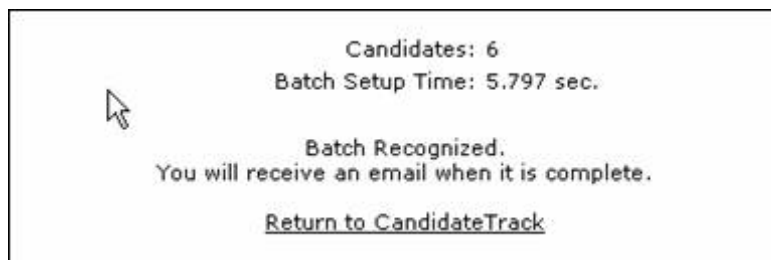 Candidates: 6
Batch Setup Time: 5.797 sec.
Batch Recognized.
You will receive an email when it is complete.
Return to CandidateTrack